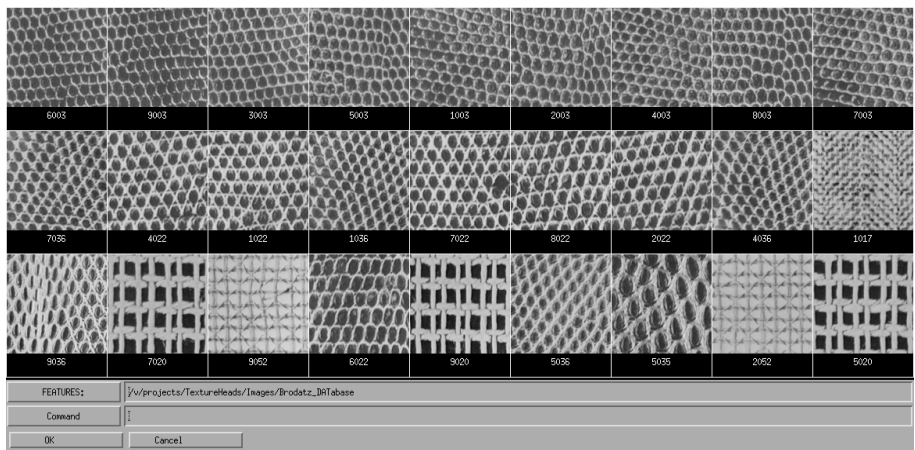 6003 9003 3003 5003 1003 2003 4003 8003 7003
7036 4022 1022 1036 7022 8022 2022 4036 1017
9036 7020 9052 6022 9020 5036 5035 2052 5020
FEATURES: /v/projects/TextureHeads/Images/Brodatz_DATabase
Command
OK Cancel